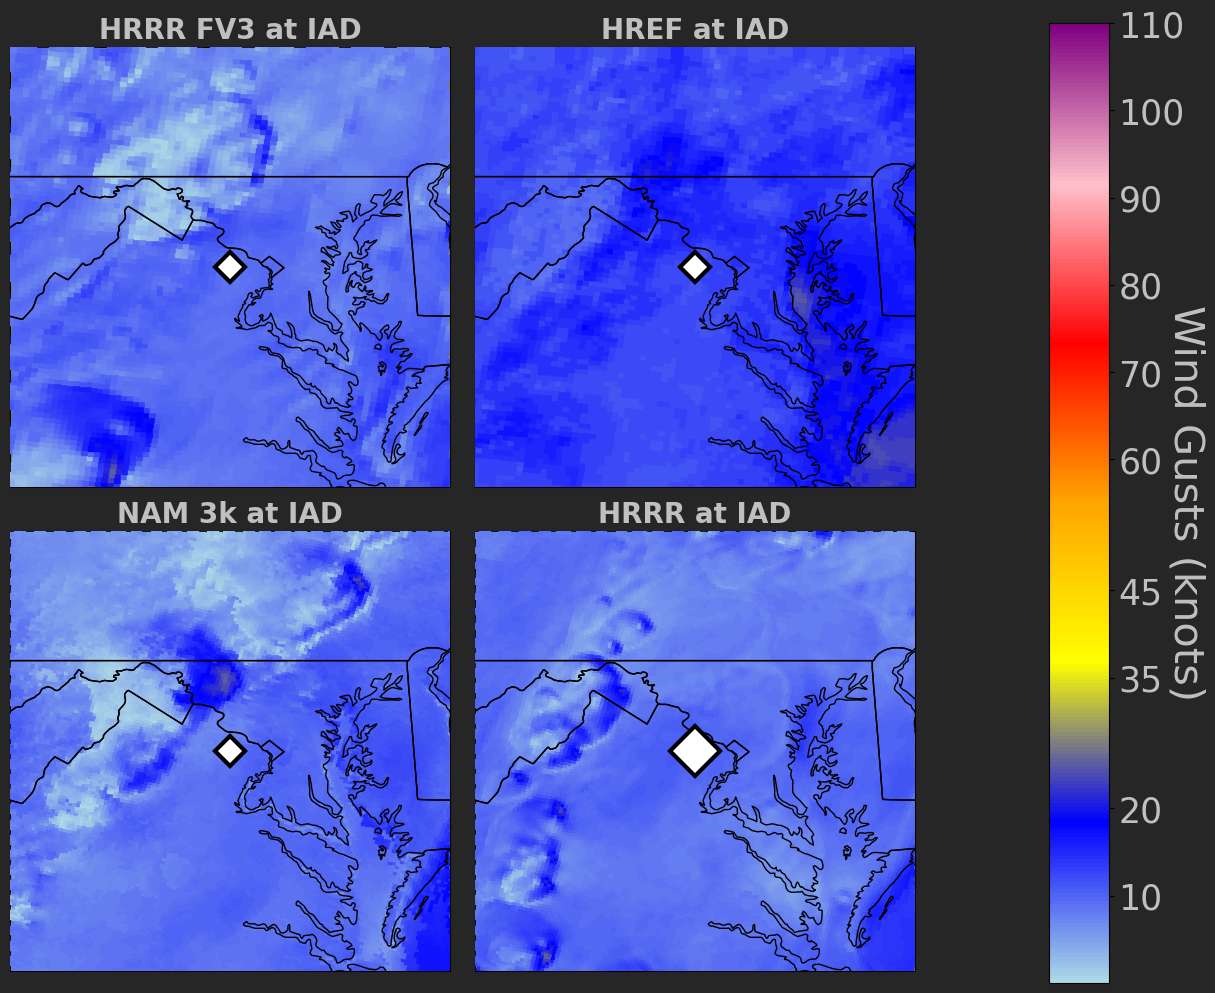 HRRR FV3 at IAD
HREF at IAD
NAM 3k at IAD
HRRR at IAD
110
100
90
80
70
60
45
35
20
10
Wind Gusts (knots)